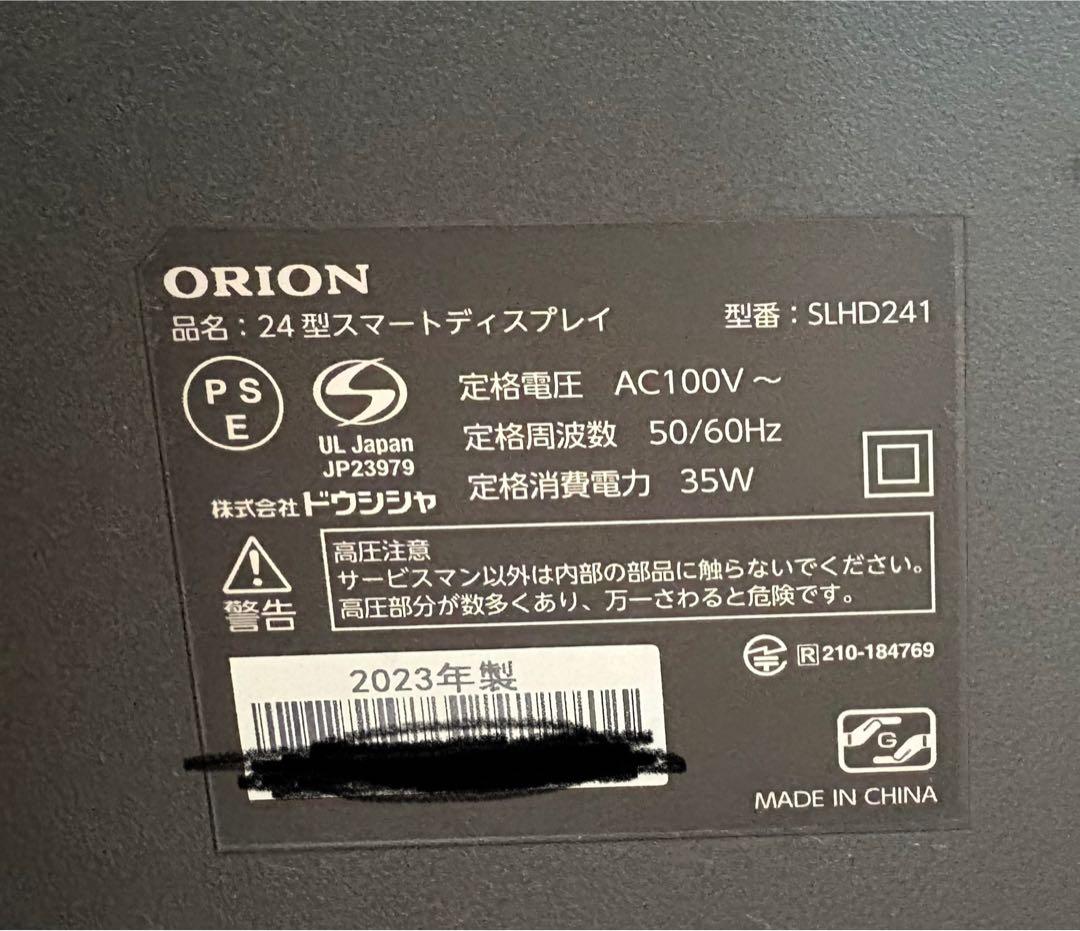 ORION
品名：24型スマートディスプレイ 型番：SLHD241
PS
E
UL Japan
JP23979
株式会社ドウシシャ
定格電圧 AC100V～
定格周波数 50/60Hz
定格消費電力 35W
警告
高圧注意
サービスマン以外は内部の部品に触らないでください。
高圧部分が数多くあり、万一さわると危険です。
2023年製
R 210-184769
G
MADE IN CHINA